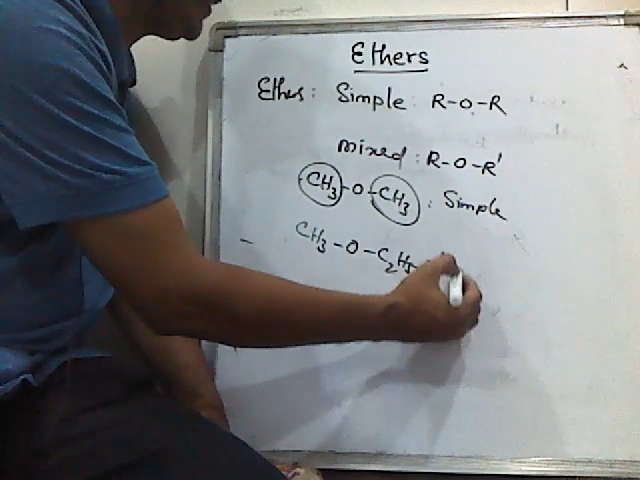 Ethers
Ethers: Simple: R-O-R
mixed: R-O-R'
CH3-O-CH3: Simple
CH3-O-C2H5